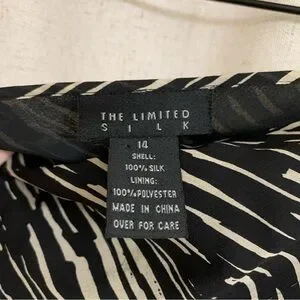 THE LIMITED
SILK
14
SHELL:
100% SILK
LINING:
100% POLYESTER
MADE IN CHINA
OVER FOR CARE